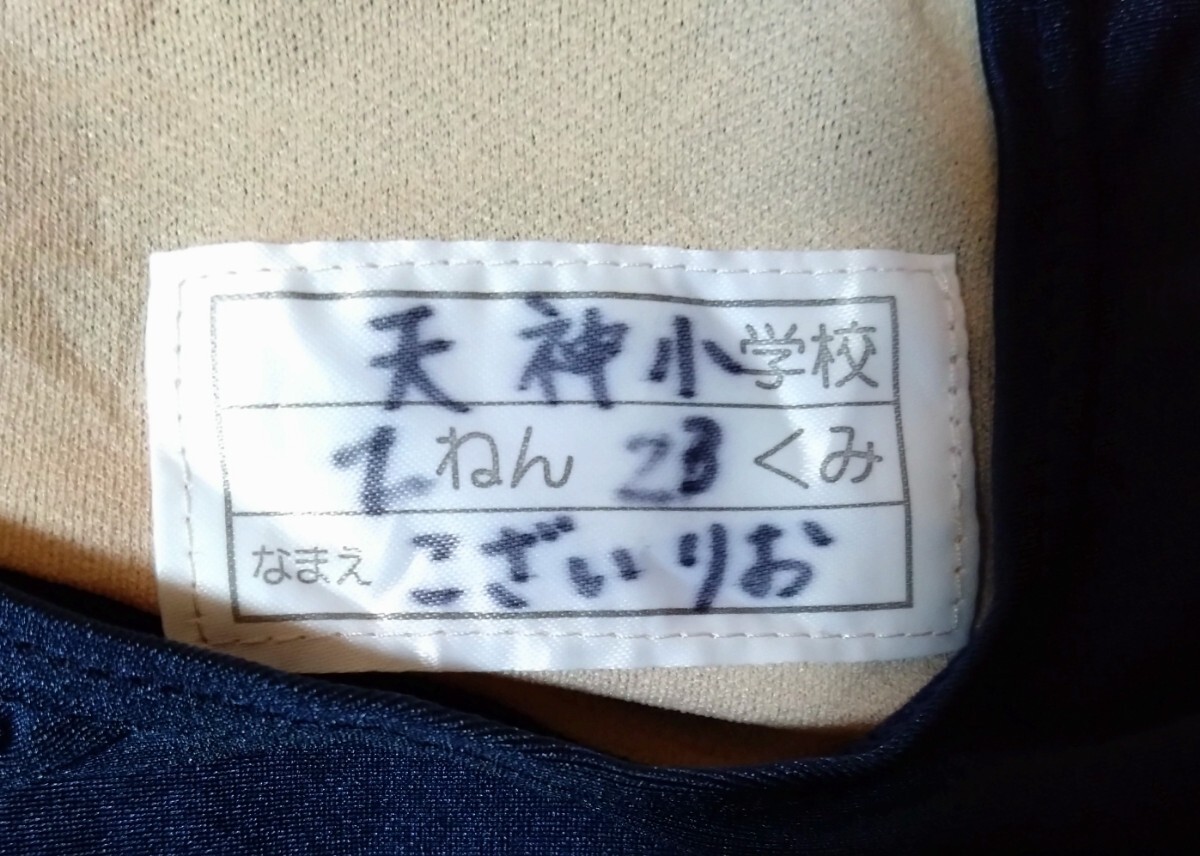 天神小学校
ねん くみ
なまえ こざいりお